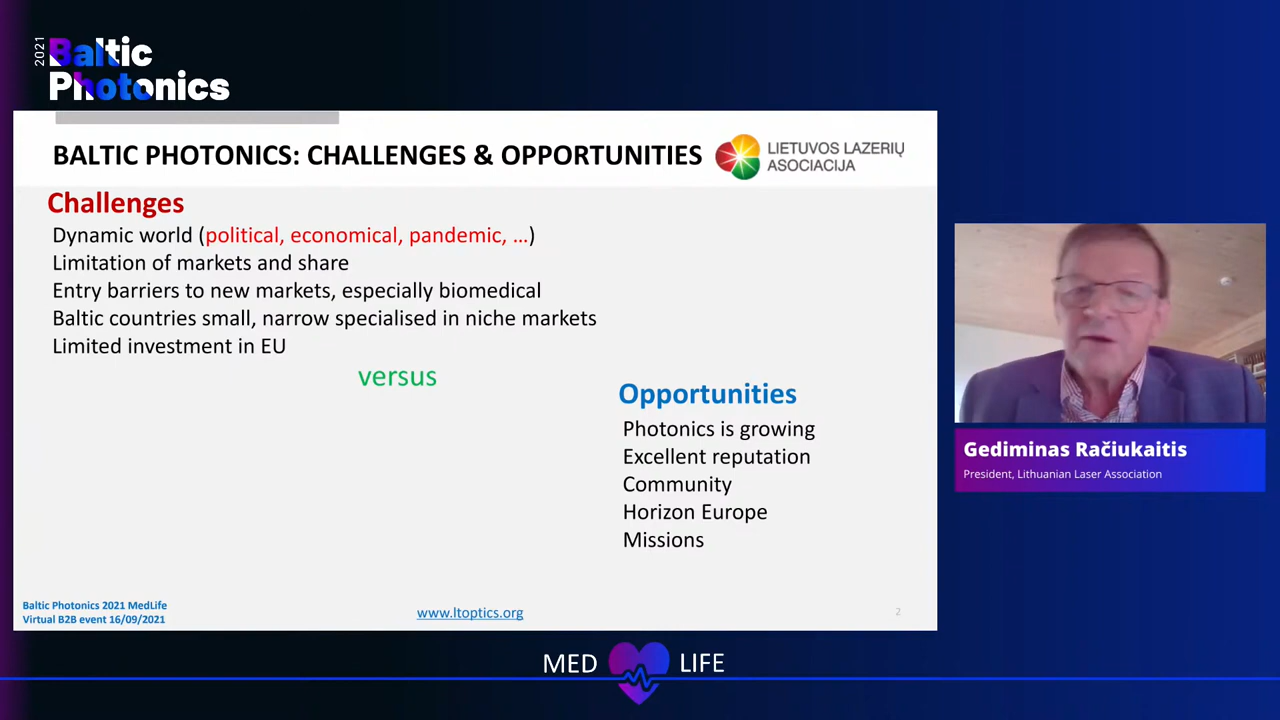 2021
Baltic
Photonics
BALTIC PHOTONICS: CHALLENGES & OPPORTUNITIES
LIETUVOS LAZERIŲ
ASOCIACIJA
Challenges
Dynamic world (political, economical, pandemic, ...)
Limitation of markets and share
Entry barriers to new markets, especially biomedical
Baltic countries small, narrow specialised in niche markets
Limited investment in EU
versus
Opportunities
Photonics is growing
Excellent reputation
Community
Horizon Europe
Missions
Gediminas Račiukaitis
President, Lithuanian Laser Association
Baltic Photonics 2021 MedLife
Virtual B2B event 16/09/2021
www.ltoptics.org
2
MED LIFE